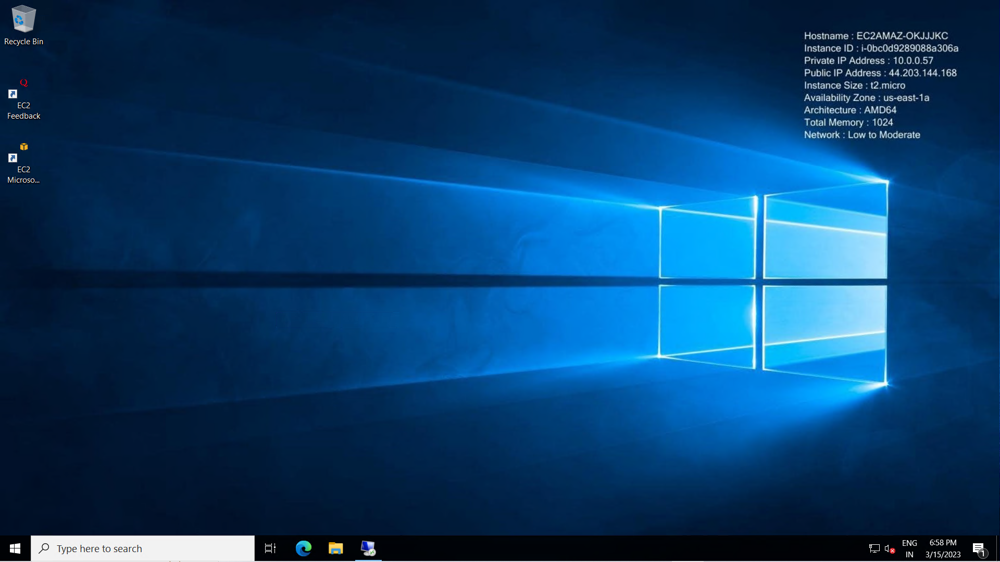 Recycle Bin
Q
EC2
Feedback
EC2
Microso...
Hostname : EC2AMAZ-OKJJJKC
Instance ID : i-0bc0d9289088a306a
Private IP Address : 10.0.0.57
Public IP Address : 44.203.144.168
Instance Size : t2.micro
Availability Zone : us-east-1a
Architecture : AMD64
Total Memory : 1024
Network : Low to Moderate
Type here to search
ENG
IN
6:58 PM
3/15/2023
1